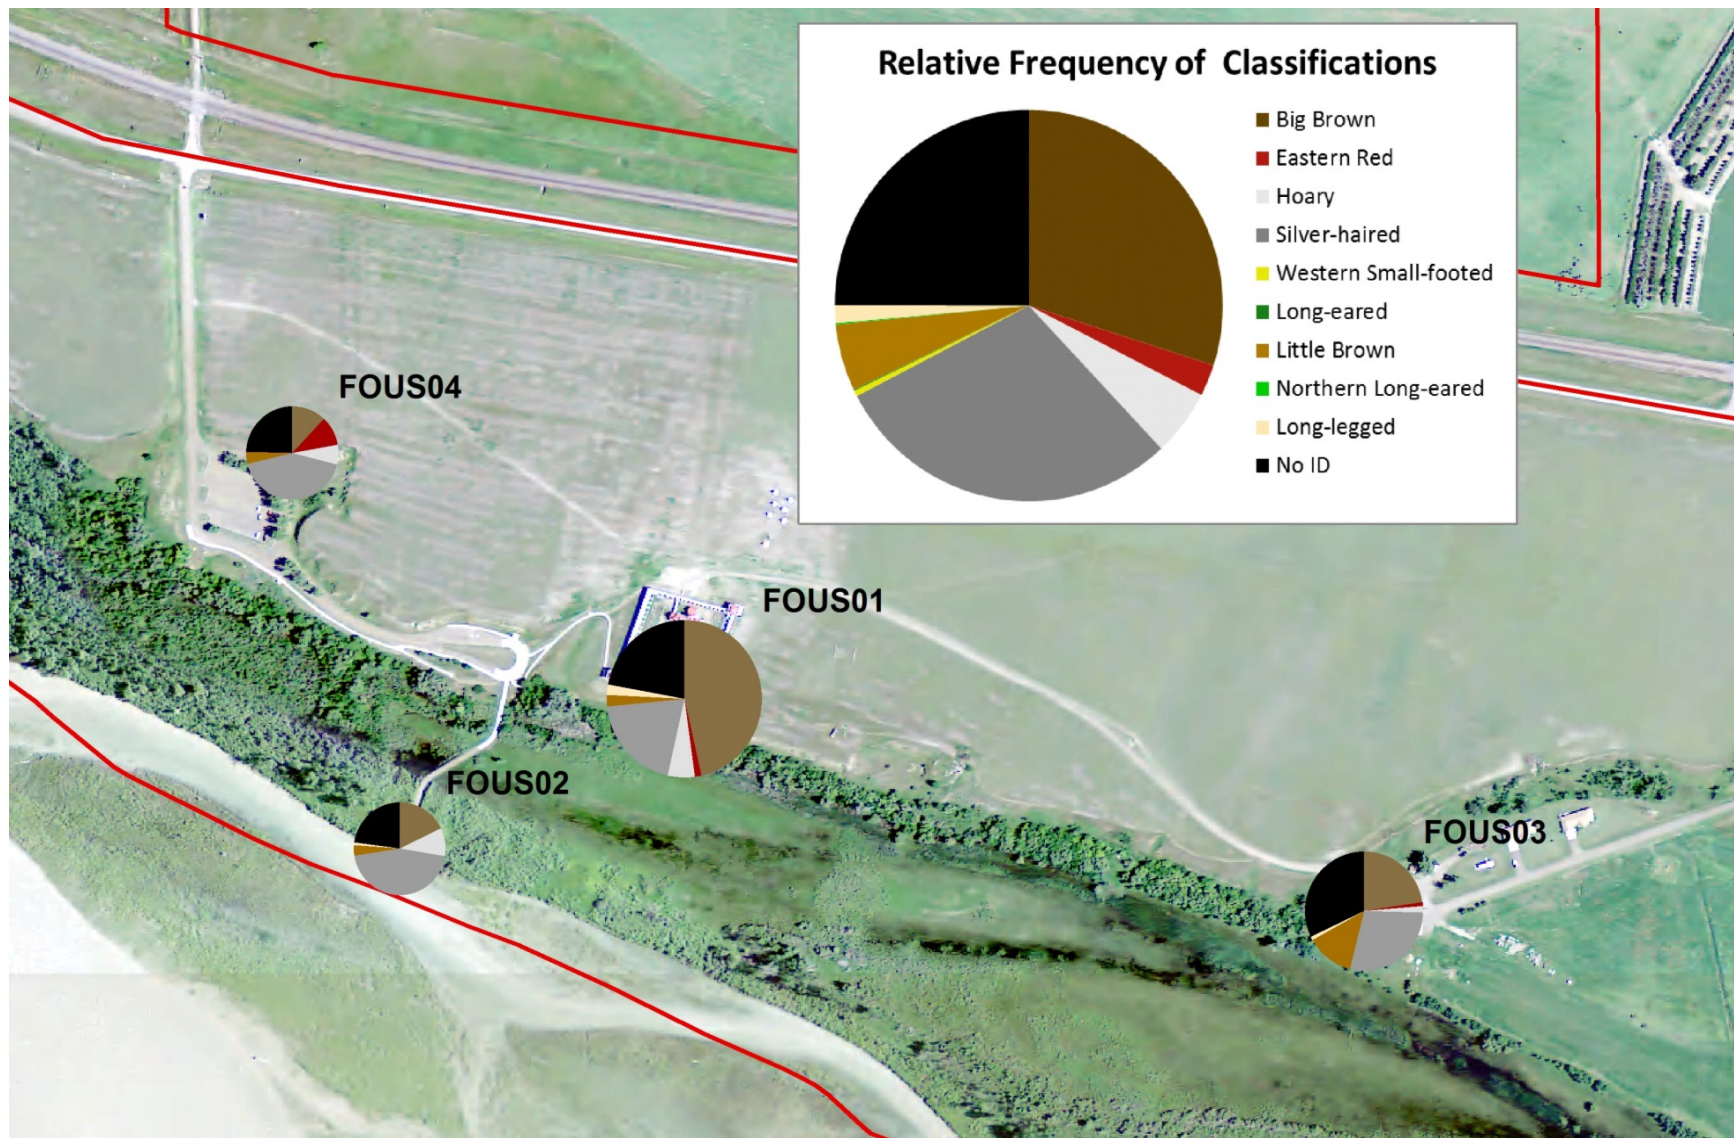 Relative Frequency of Classifications
Big Brown
Eastern Red
Hoary
Silver-haired
Western Small-footed
Long-eared
Little Brown
Northern Long-eared
Long-legged
No ID
FOUS04
FOUS01
FOUS02
FOUS03